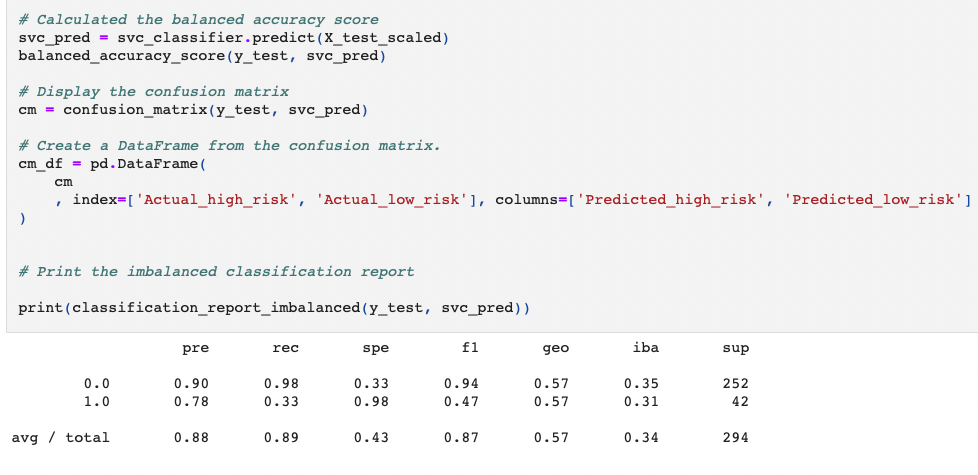 # Calculated the balanced accuracy score
svc_pred = svc_classifier.predict(X_test_scaled)
balanced_accuracy_score(y_test, svc_pred)
# Display the confusion matrix
cm = confusion_matrix(y_test, svc_pred)
# Create a DataFrame from the confusion matrix.
cm_df = pd.DataFrame(
cm
, index=['Actual_high_risk', 'Actual_low_risk'], columns=['Predicted_high_risk', 'Predicted_low_risk']
)
# Print the imbalanced classification report
print(classification_report_imbalanced(y_test, svc_pred))
pre rec spe f1 geo iba sup
0.0 0.90 0.98 0.33 0.94 0.57 0.35 252
1.0 0.78 0.33 0.98 0.47 0.57 0.31 42
avg / total 0.88 0.89 0.43 0.87 0.57 0.34 294